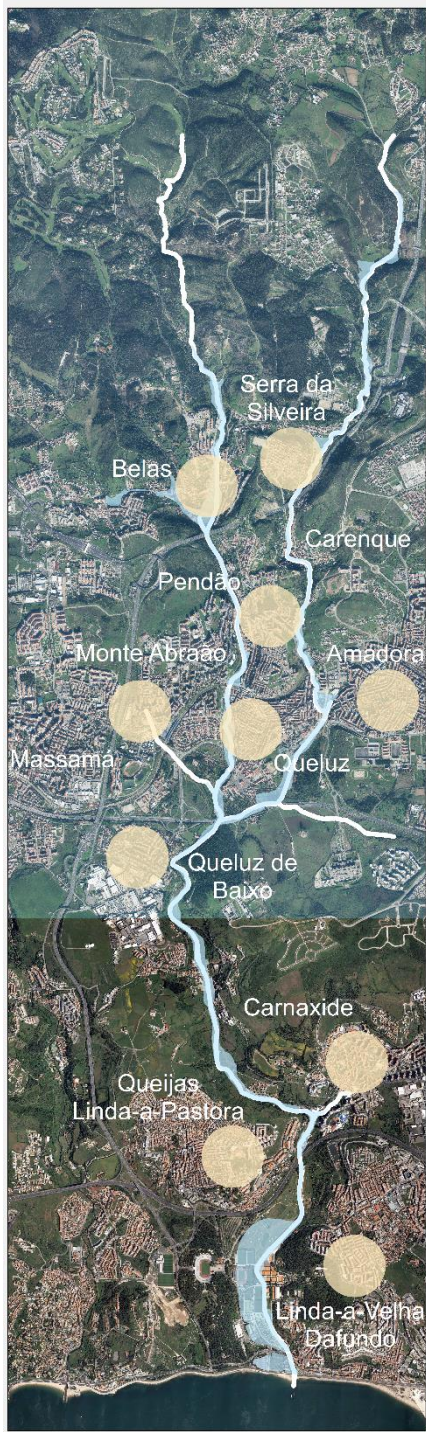 Serra da
Silveira
Belas
Carenque
Pendão
Monte Abraão
Amadora
Massamá
Queluz
Queluz de
Baixo
Carnaxide
Queijas
Linda-a-Pastora
Linda-a-Velha
Dafundo